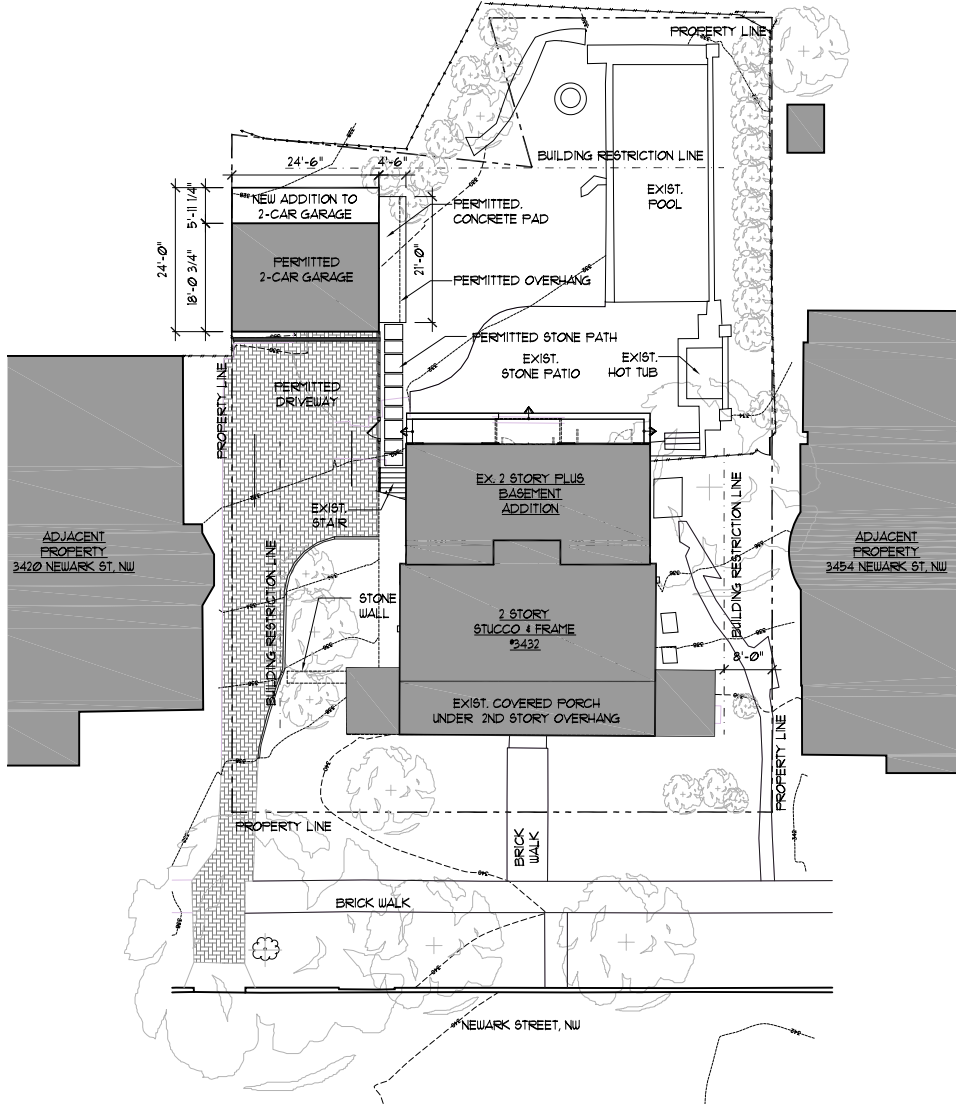 PROPERTY LINE
BUILDING RESTRICTION LINE
24'-6"
4'-6"
EXIST.
POOL
NEW ADDITION TO
2-CAR GARAGE
PERMITTED.
CONCRETE PAD
5'-11 1/4"
24'-0"
18'-0 3/4"
21'-0"
PERMITTED
2-CAR GARAGE
PERMITTED OVERHANG
PERMITTED STONE PATH
EXIST.
STONE PATIO
EXIST.
HOT TUB
PROPERTY LINE
PERMITTED
DRIVEWAY
EX. 2 STORY PLUS
BASEMENT
ADDITION
EXIST.
STAIR
BUILDING RESTRICTION LINE
ADJACENT
PROPERTY
3420 NEWARK ST, NW
ADJACENT
PROPERTY
3454 NEWARK ST, NW
BUILDING RESTRICTION LINE
STONE
WALL
2 STORY
STUCCO & FRAME
#3432
8'-0"
EXIST. COVERED PORCH
UNDER 2ND STORY OVERHANG
PROPERTY LINE
PROPERTY LINE
BRICK
WALK
BRICK WALK
NEWARK STREET, NW